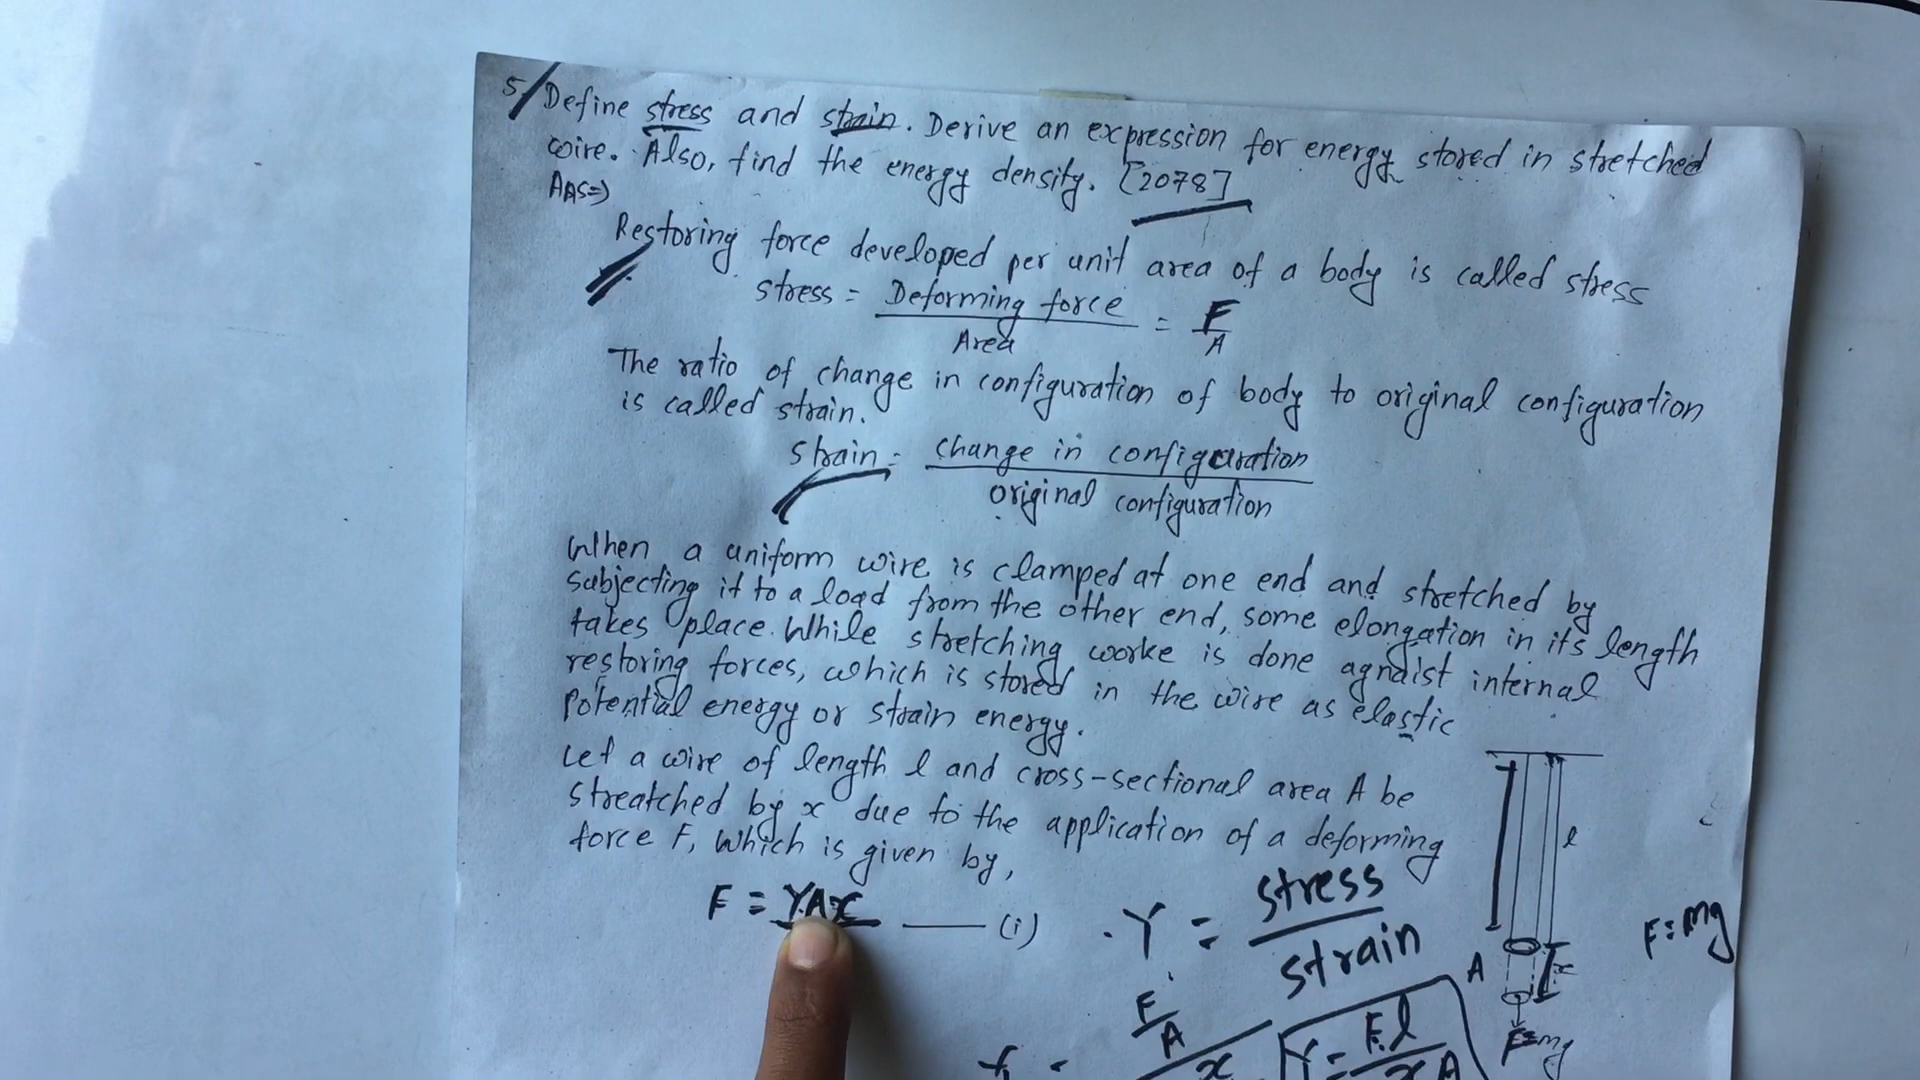 5. Define stress and strain. Derive an expression for energy stored in stretched
wire. Also, find the energy density. [2078]
Ans⇒)
Restoring force developed per unit area of a body is called stress
stress = Deforming force / Area = F / A
The ratio of change in configuration of body to original configuration
is called strain.
strain = change in configuration / original configuration
When a uniform wire is clamped at one end and stretched by
subjecting it to a load from the other end, some elongation in its length
takes place. While stretching worke is done agnaist internal
restoring forces, which is stored in the wire as elastic
Potential energy or strain energy.
Let a wire of length l and cross-sectional area A be
streatched by x due to the application of a deforming
force F, which is given by,
F = YAx (i)
Y = stress / strain
F / A
x
Y = F.l / xA
l
A
x
F=mg
F=mg